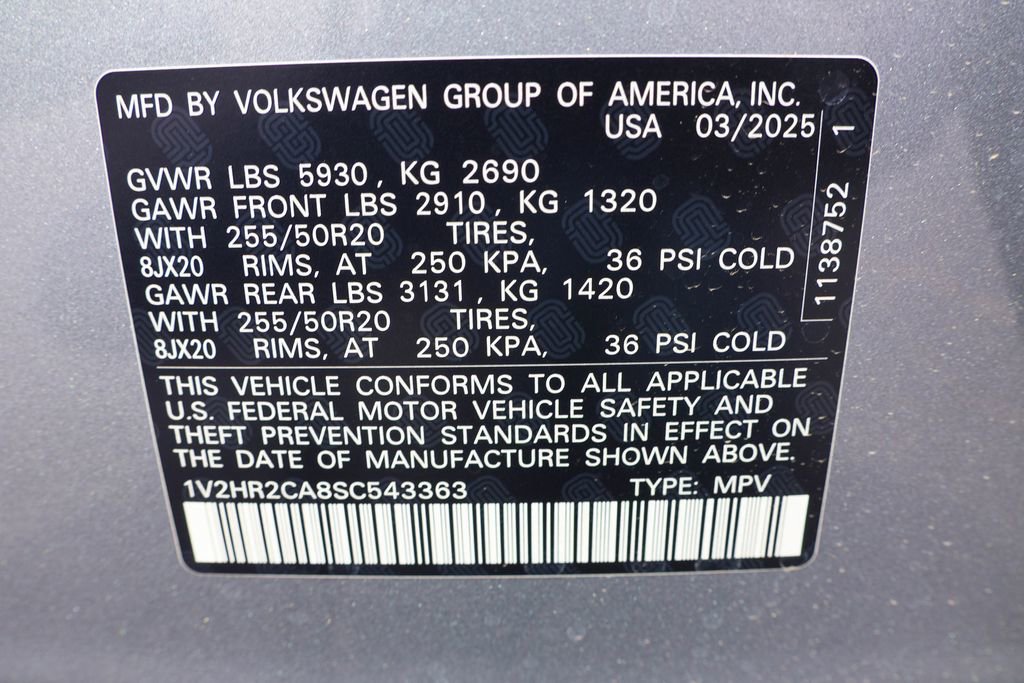 MFD BY VOLKSWAGEN GROUP OF AMERICA, INC.
USA 03/2025
GVWR LBS 5930, KG 2690
GAWR FRONT LBS 2910, KG 1320
WITH 255/50R20 TIRES,
8JX20 RIMS, AT 250 KPA, 36 PSI COLD
GAWR REAR LBS 3131, KG 1420
WITH 255/50R20 TIRES,
8JX20 RIMS, AT 250 KPA, 36 PSI COLD
1138752 1
THIS VEHICLE CONFORMS TO ALL APPLICABLE
U.S. FEDERAL MOTOR VEHICLE SAFETY AND
THEFT PREVENTION STANDARDS IN EFFECT ON
THE DATE OF MANUFACTURE SHOWN ABOVE.
1V2HR2CA8SC543363 TYPE: MPV